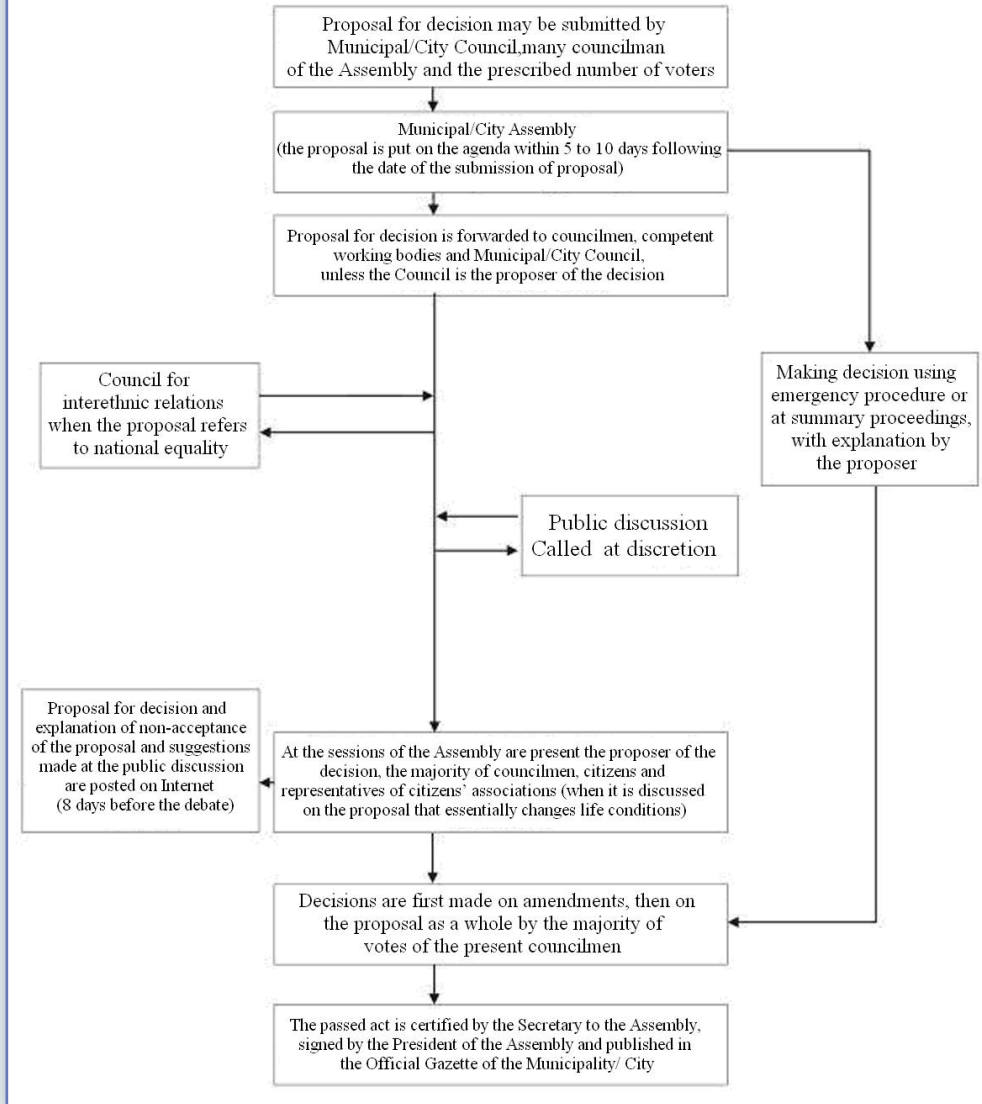 Proposal for decision may be submitted by
Municipal/City Council,many councilman
of the Assembly and the prescribed number of voters
Municipal/City Assembly
(the proposal is put on the agenda within 5 to 10 days following
the date of the submission of proposal)
Proposal for decision is forwarded to councilmen, competent
working bodies and Municipal/City Council,
unless the Council is the proposer of the decision
Council for
interethnic relations
when the proposal refers
to national equality
Making decision using
emergency procedure or
at summary proceedings,
with explanation by
the proposer
Public discussion
Called at discretion
Proposal for decision and
explanation of non-acceptance
of the proposal and suggestions
made at the public discussion
are posted on Internet
(8 days before the debate)
At the sessions of the Assembly are present the proposer of the
decision, the majority of councilmen, citizens and
representatives of citizens’ associations (when it is discussed
on the proposal that essentially changes life conditions)
Decisions are first made on amendments, then on
the proposal as a whole by the majority of
votes of the present councilmen
The passed act is certified by the Secretary to the Assembly,
signed by the President of the Assembly and published in
the Official Gazette of the Municipality/ City